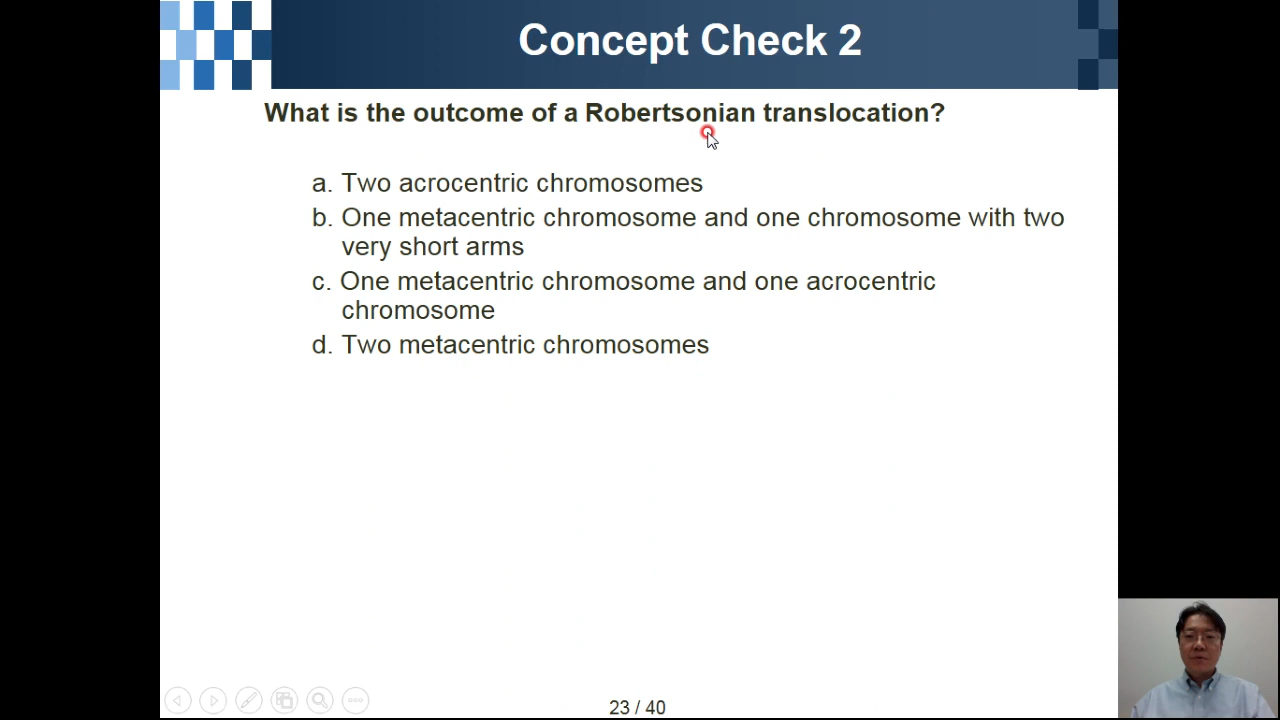 Concept Check 2
What is the outcome of a Robertsonian translocation?
a. Two acrocentric chromosomes
b. One metacentric chromosome and one chromosome with two
very short arms
c. One metacentric chromosome and one acrocentric
chromosome
d. Two metacentric chromosomes
23 / 40